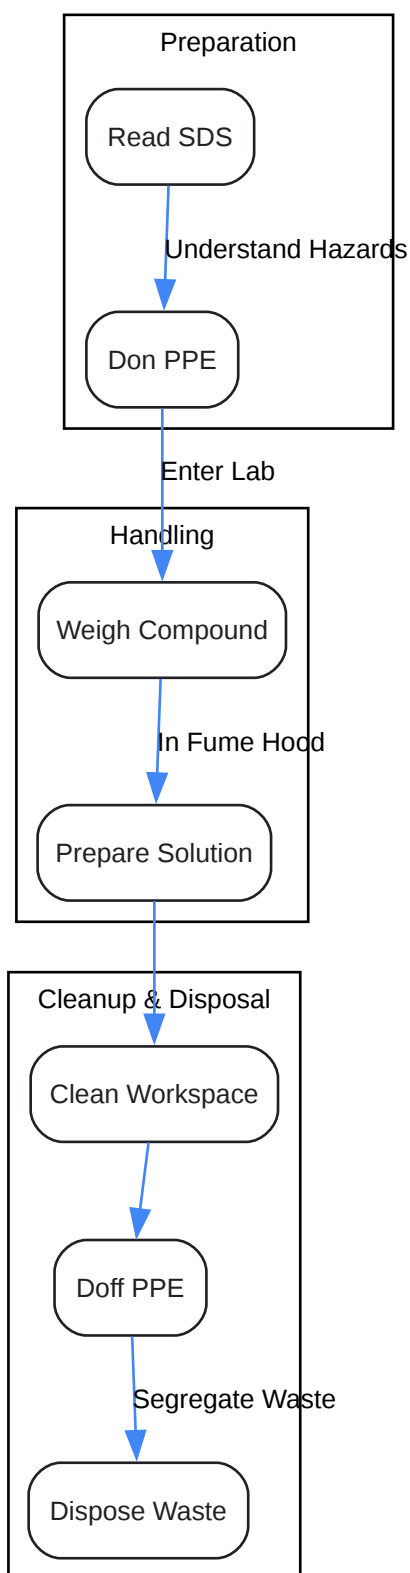 Preparation
Read SDS
Understand Hazards
Don PPE
Enter Lab
Handling
Weigh Compound
In Fume Hood
Prepare Solution
Cleanup & Disposal
Clean Workspace
Doff PPE
Segregate Waste
Dispose Waste